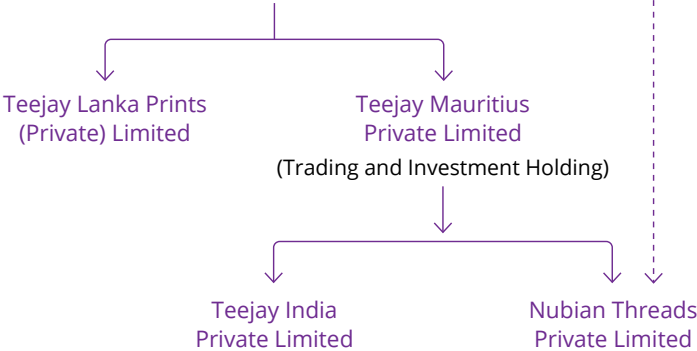 Teejay Lanka Prints
(Private) Limited
Teejay Mauritius
Private Limited
(Trading and Investment Holding)
Teejay India
Private Limited
Nubian Threads
Private Limited